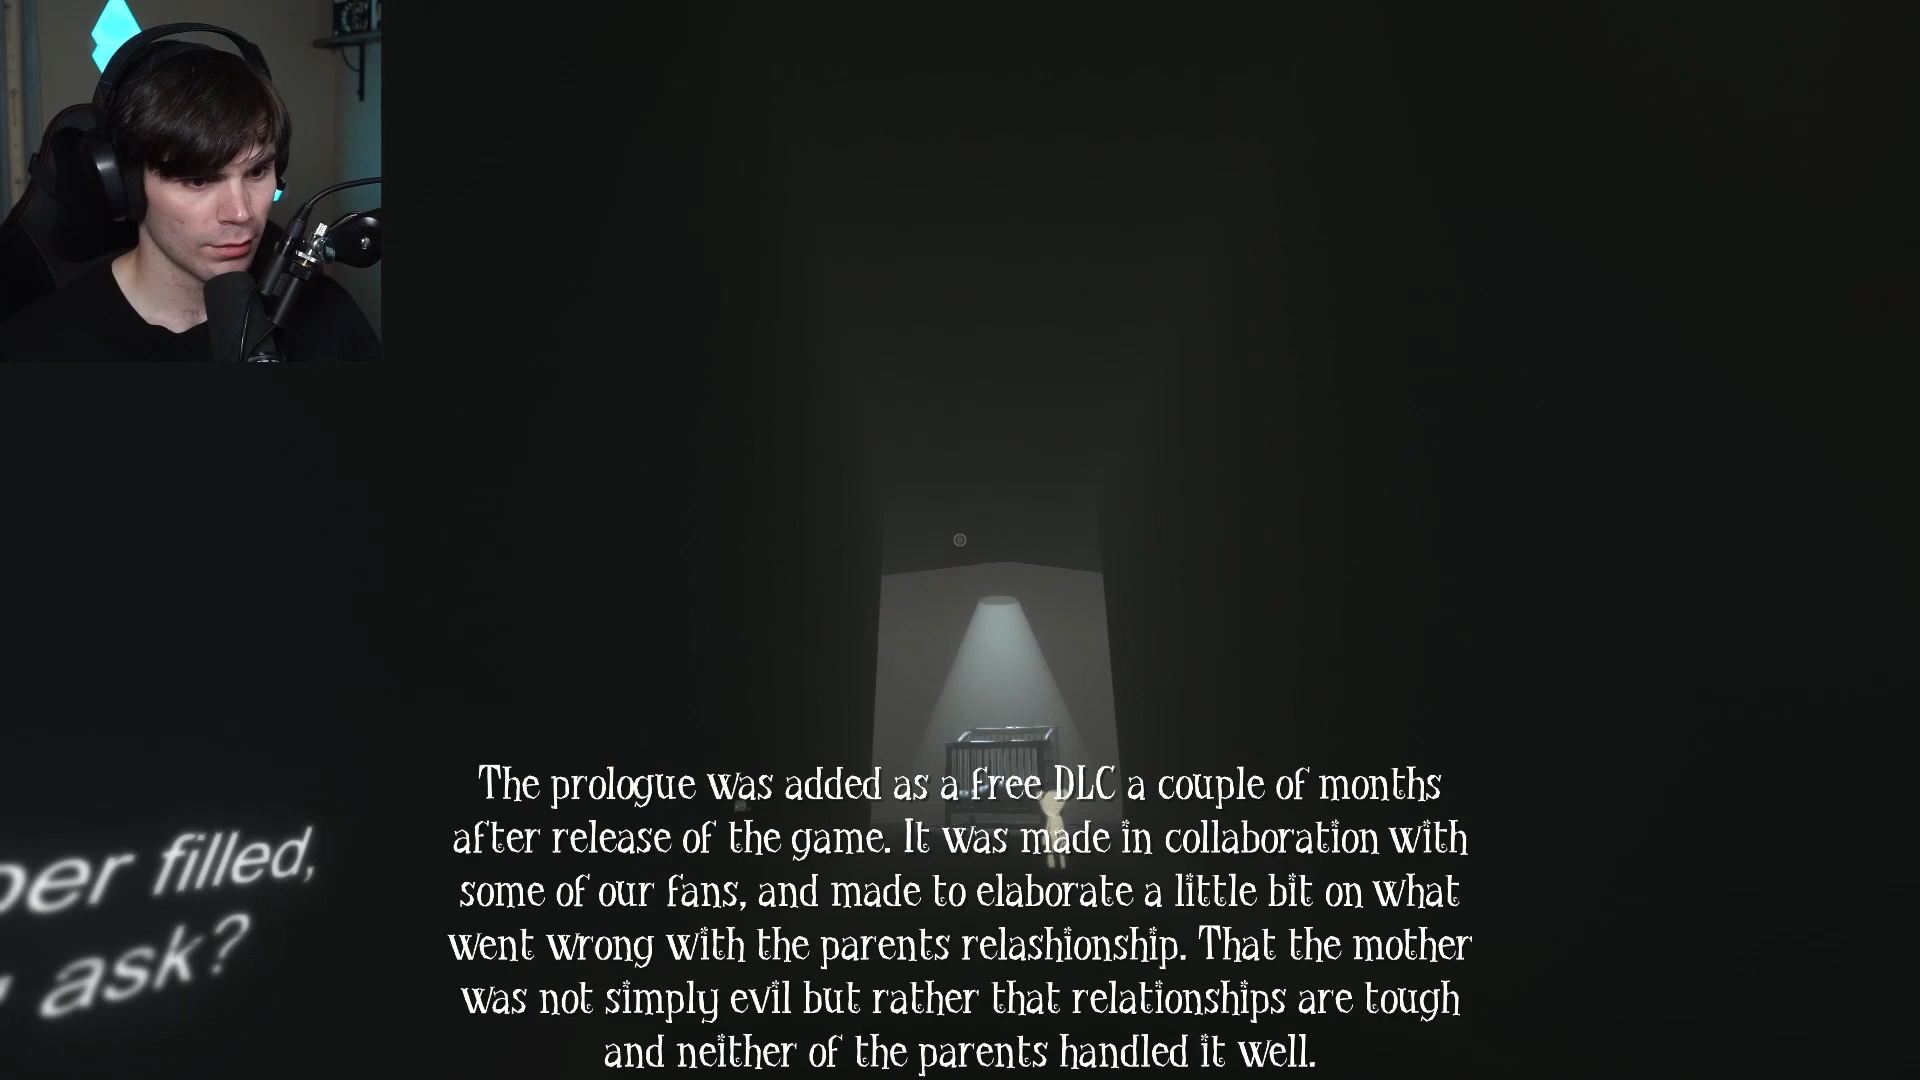 filled,
ask?
The prologue was added as a free DLC a couple of months
after release of the game. It was made in collaboration with
some of our fans, and made to elaborate a little bit on what
went wrong with the parents relashionship. That the mother
was not simply evil but rather that relationships are tough
and neither of the parents handled it well.